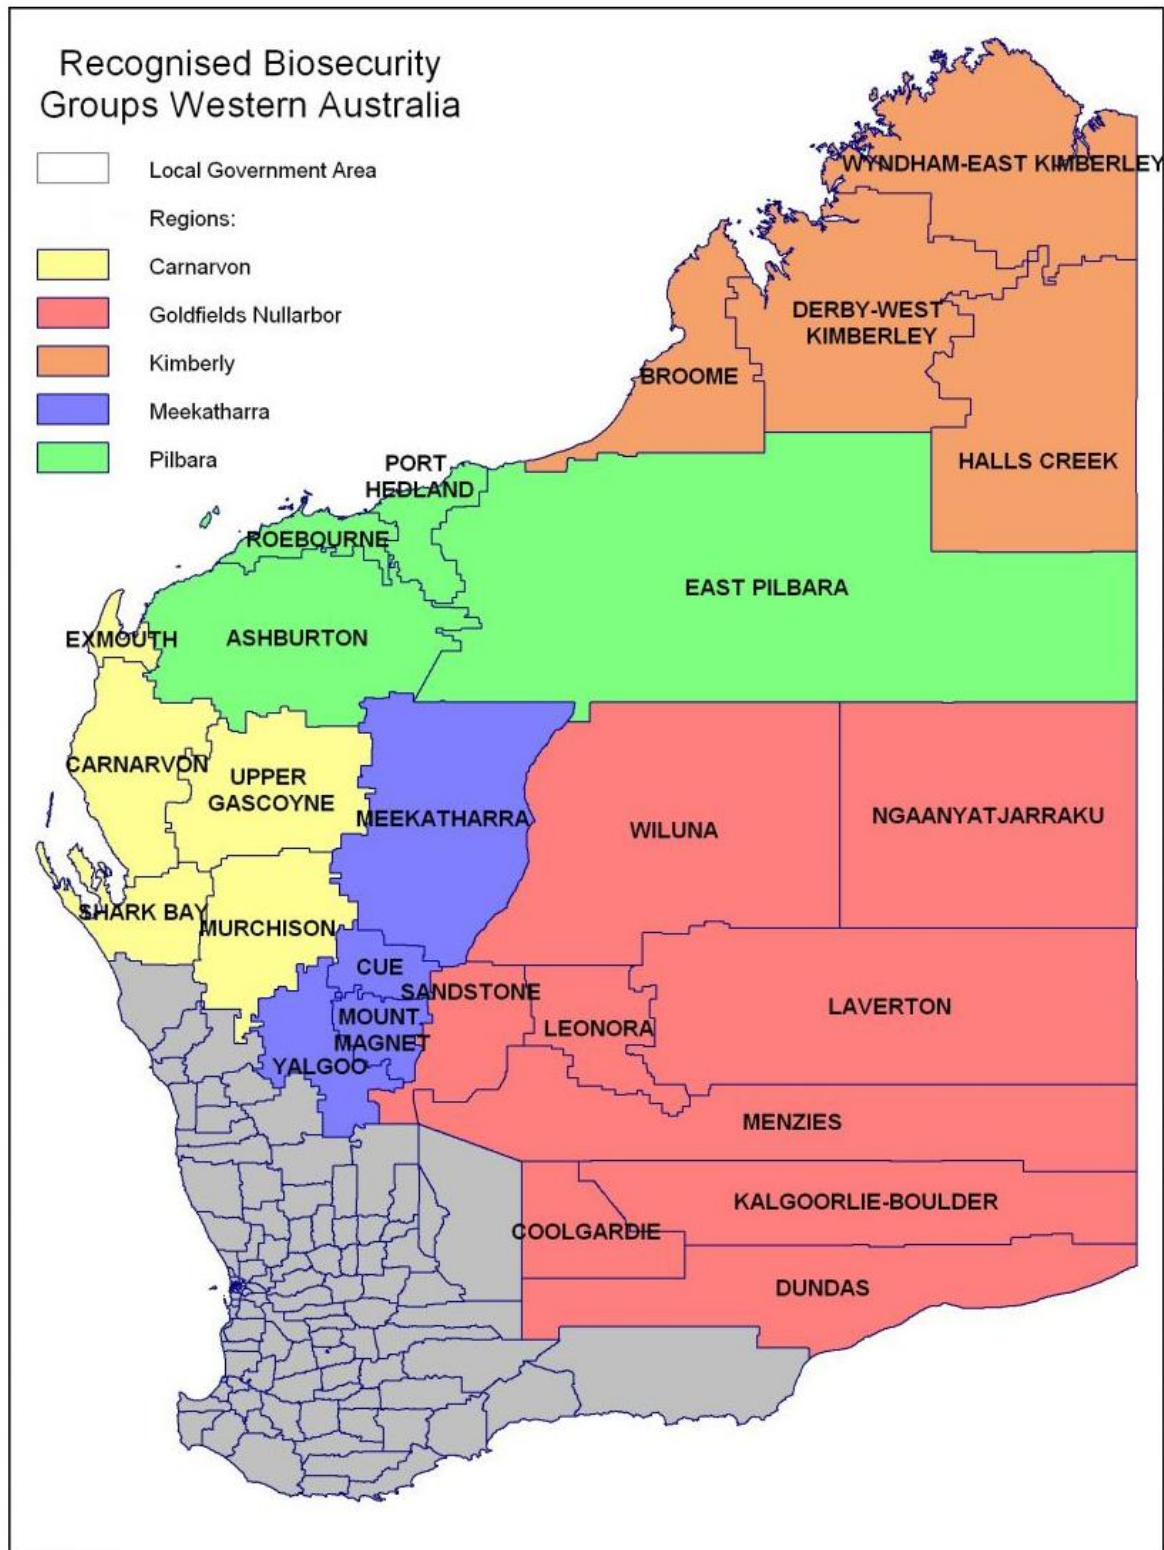 Recognised Biosecurity
Groups Western Australia
Local Government Area
Regions:
Carnarvon
Goldfields Nullarbor
Kimberly
Meekatharra
Pilbara
WYNDHAM-EAST KIMBERLEY
DERBY-WEST
KIMBERLEY
BROOME
HALLS CREEK
PORT
HEDLAND
ROEBOURNE
EAST PILBARA
EXMOUTH
ASHBURTON
CARNARVON
UPPER
GASCOYNE
MEEKATHARRA
WILUNA
NGAANYATJARRAKU
SHARK BAY
MURCHISON
CUE
SANDSTONE
MOUNT
MAGNET
LEONORA
LAVERTON
YALGOO
MENZIES
KALGOORLIE-BOULDER
COOLGARDIE
DUNDAS